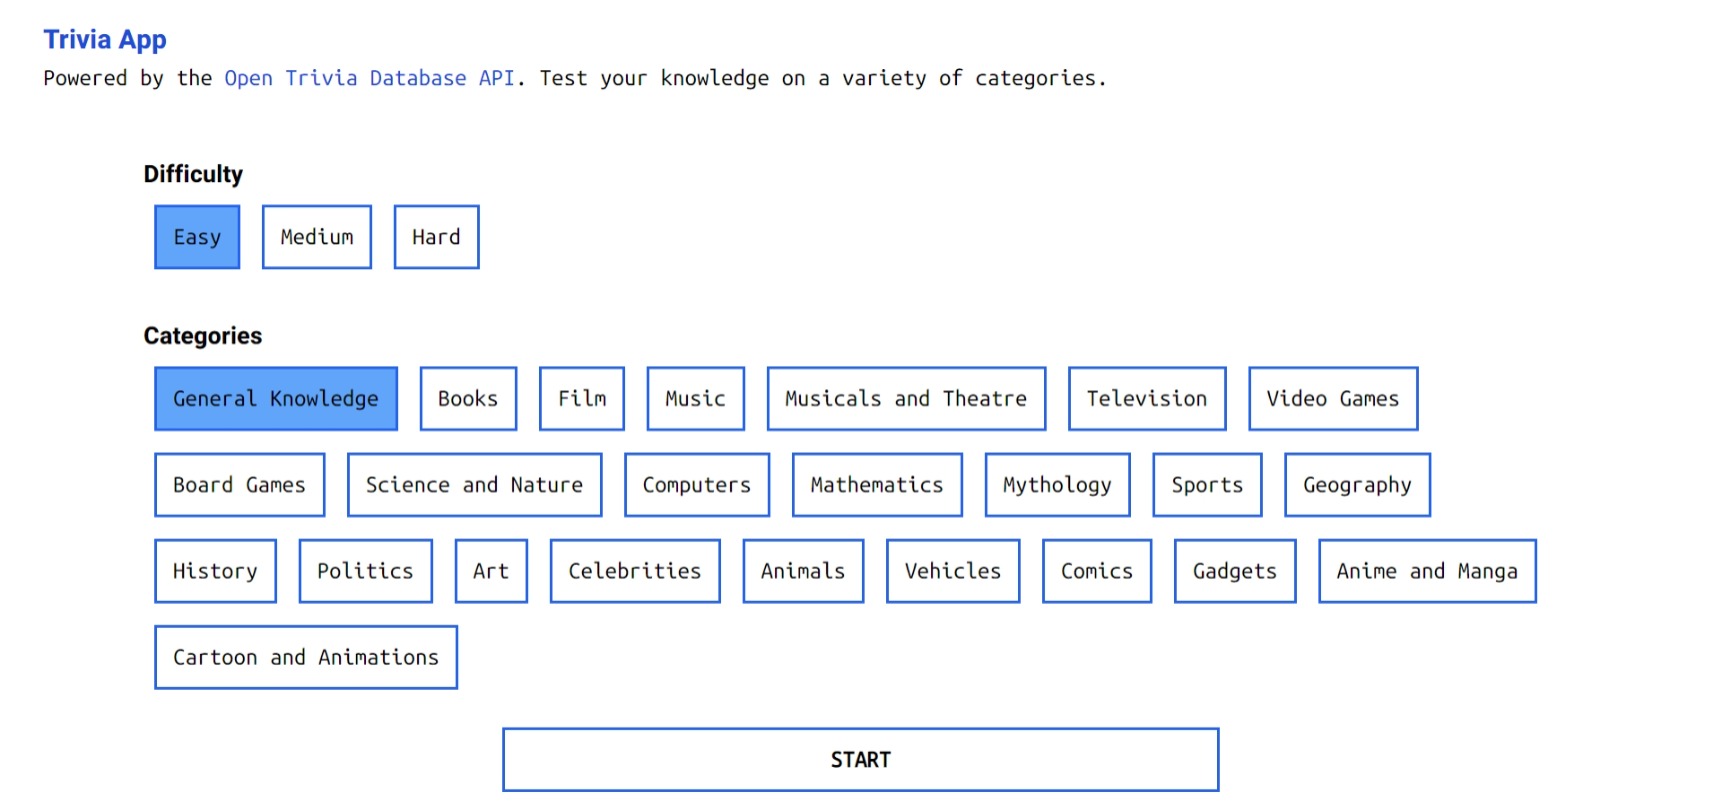 Trivia App
Powered by the Open Trivia Database API. Test your knowledge on a variety of categories.
Difficulty
Easy Medium Hard
Categories
General Knowledge Books Film Music Musicals and Theatre Television Video Games
Board Games Science and Nature Computers Mathematics Mythology Sports Geography
History Politics Art Celebrities Animals Vehicles Comics Gadgets Anime and Manga
Cartoon and Animations
START